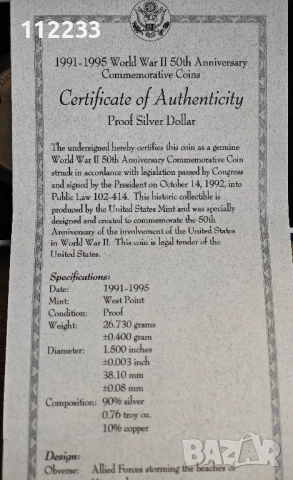 112233
1991-1995 World War II 50th Anniversary
Commemorative Coins
Certificate of Authenticity
Proof Silver Dollar
The undersigned hereby certifies this coin as a genuine
World War II 50th Anniversary Commemorative Coin
struck in accordance with legislation passed by Congress
and signed by the President on October 14, 1992, into
Public Law 102-414. This historic collectible is
produced by the United States Mint and was specially
designed and created to commemorate the 50th
Anniversary of the involvement of the United States
in World War II. This coin is legal tender of the
United States.
Specifications:
Date: 1991-1995
Mint: West Point
Condition: Proof
Weight: 26.730 grams
±0.400 gram
Diameter: 1.500 inches
±0.003 inch
38.10 mm
±0.08 mm
Composition: 90% silver
0.76 troy oz.
10% copper
Design:
Obverse: Allied Forces storming the beaches of
BAZAR